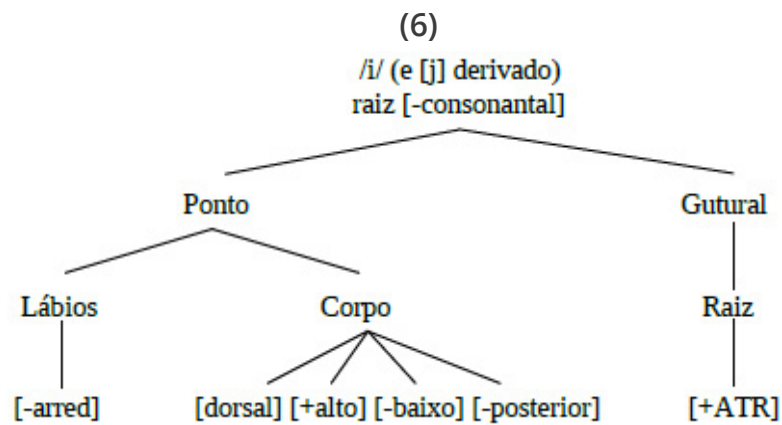 (6)
/i/ (e [j] derivado)
raiz [-consonantal]
Ponto Gutural
Lábios Corpo Raiz
[-arred] [dorsal] [+alto] [-baixo] [-posterior] [+ATR]